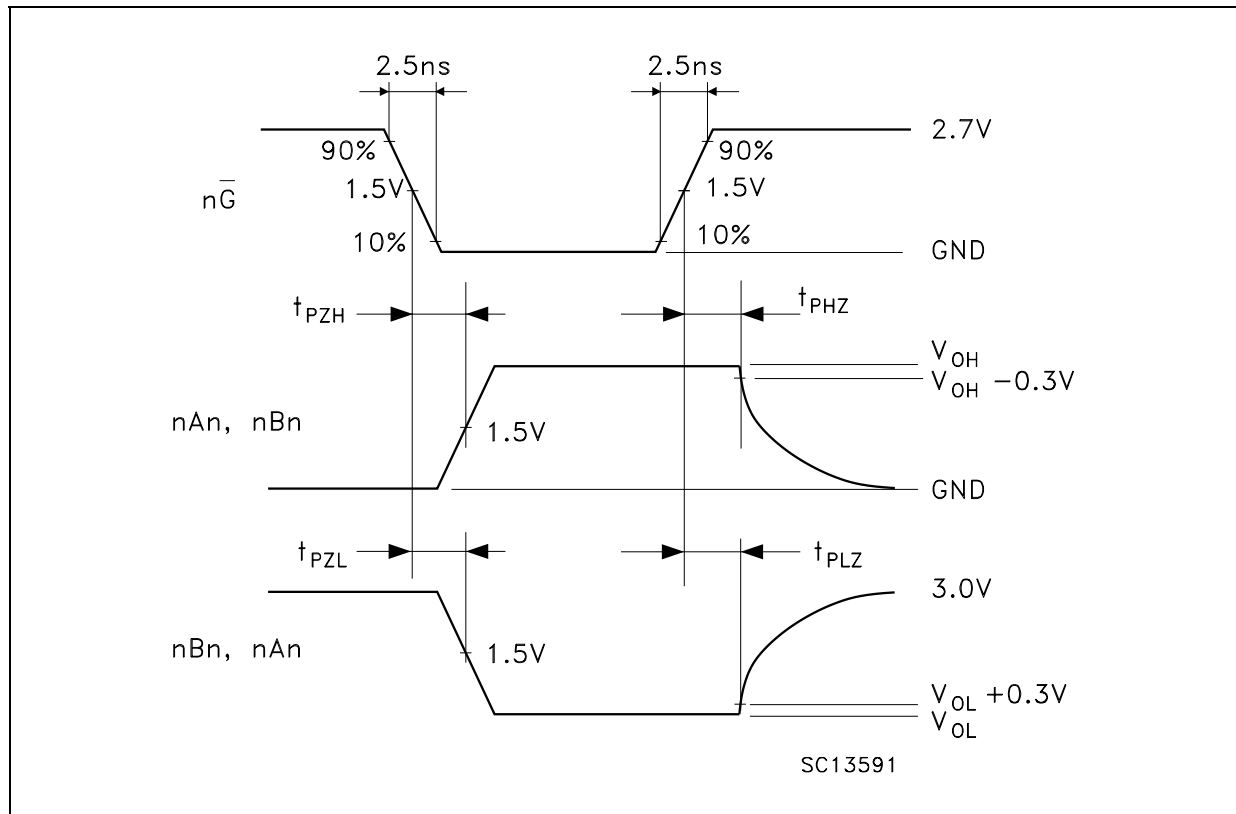 2.5ns 2.5ns
2.7V
90% 90%
1.5V 1.5V
nG̅
10% 10%
GND
tPZH tPHZ
VOH
VOH −0.3V
nAn, nBn
1.5V
GND
tPZL tPLZ
3.0V
nBn, nAn
1.5V
VOL +0.3V
VOL
SC13591